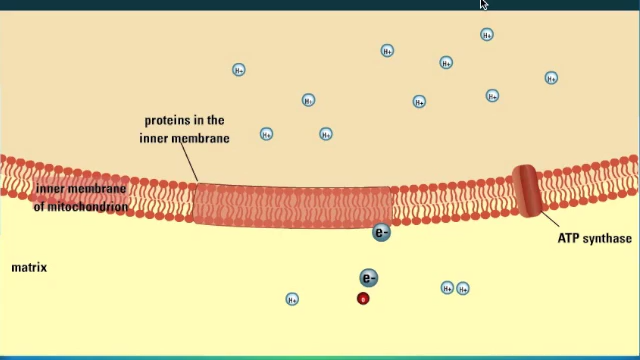 H+
H+
H+
H+
H+
H+
H+
H+
H+
H+
proteins in the
inner membrane
inner membrane
of mitochondrion
e-
ATP synthase
matrix
e-
H+
H+
H+